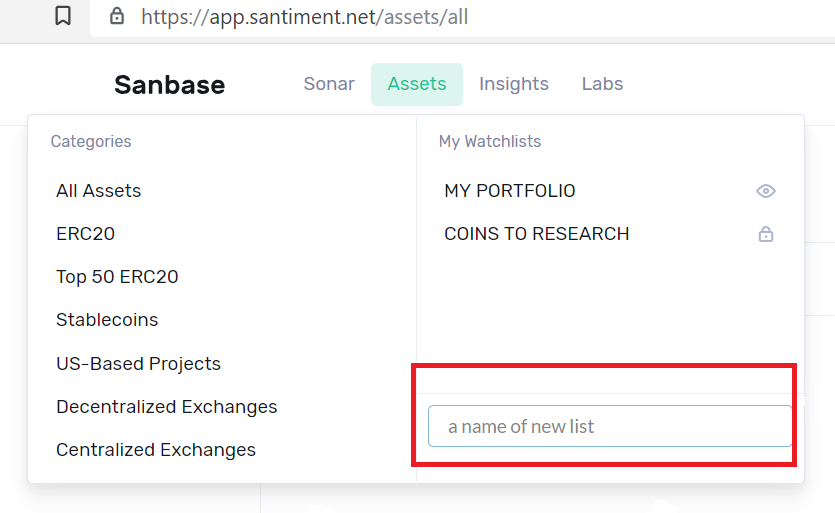 https://app.santiment.net/assets/all
Sanbase Sonar Assets Insights Labs
Categories
All Assets
ERC20
Top 50 ERC20
Stablecoins
US-Based Projects
Decentralized Exchanges
Centralized Exchanges
My Watchlists
MY PORTFOLIO
COINS TO RESEARCH
a name of new list